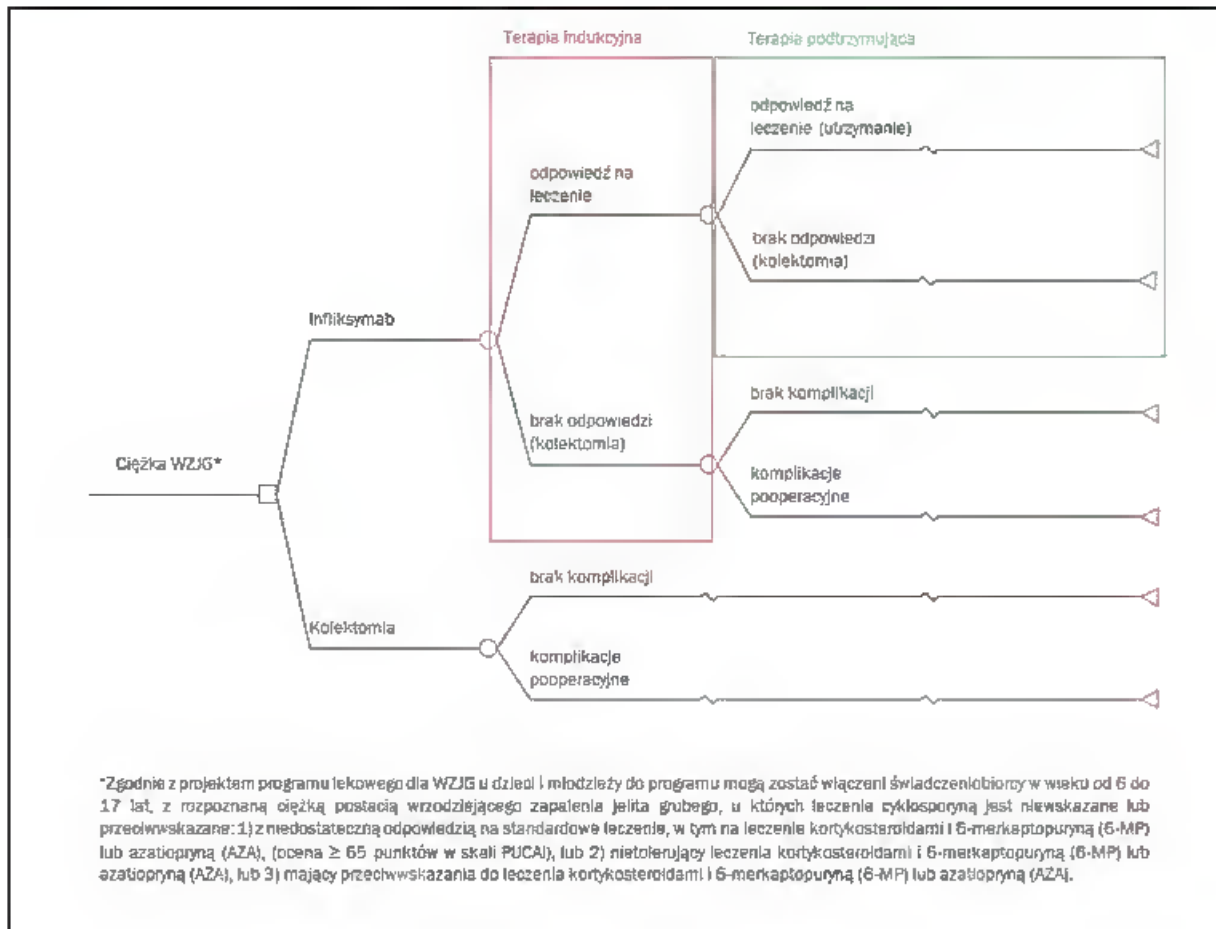 Terapia indukcyjna
Terapia podtrzymująca
odpowiedź na
leczenie (utrzymanie)
odpowiedź na
leczenie
brak odpowiedzi
(kolektomia)
Infliksymab
brak komplikacji
brak odpowiedzi
(kolektomia)
Ciężka WZJG*
komplikacje
pooperacyjne
brak komplikacji
Kolektomia
komplikacje
pooperacyjne
*Zgodnie z projektem programu lekowego dla WZJG u dzieci i młodzieży do programu mogą zostać włączeni świadczeniobiorcy w wieku od 6 do
17 lat, z rozpoznaną ciężką postacią wrzodziejącego zapalenia jelita grubego, u których leczenie cyklosporyną jest niewskazane lub
przeciwwskazane: 1) z niedostateczną odpowiedzią na standardowe leczenie, w tym na leczenie kortykosteroidami i 6-merkaptopuryną (6-MP)
lub azatiopryną (AZA), (ocena ≥ 65 punktów w skali PUCAI), lub 2) nietolerujący leczenia kortykosteroidami i 6-merkaptopuryną (6-MP) lub
azatiopryną (AZA), lub 3) mający przeciwwskazania do leczenia kortykosteroidami i 6-merkaptopuryną (6-MP) lub azatiopryną (AZA).